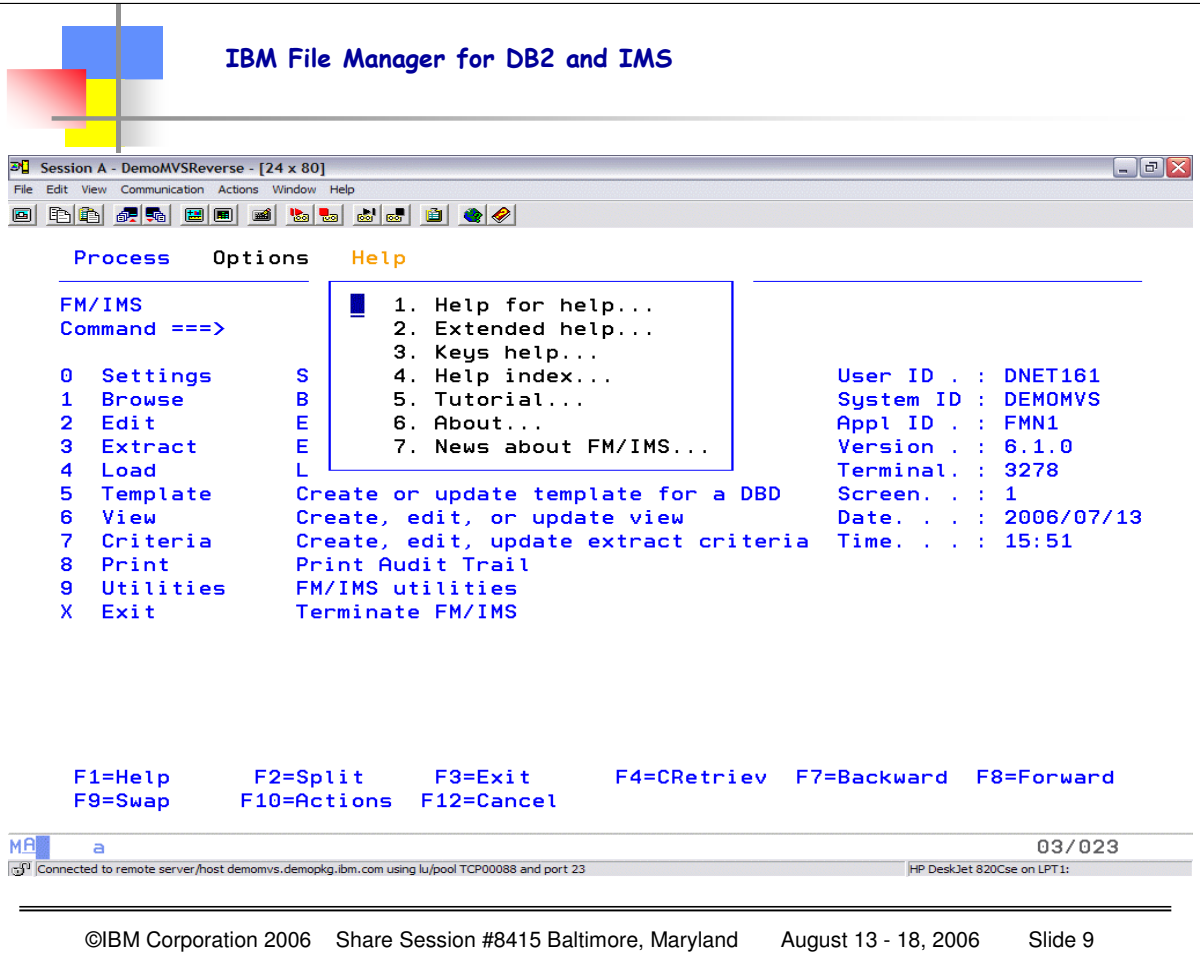 IBM File Manager for DB2 and IMS
Session A - DemoMVSReverse - [24 x 80]
File Edit View Communication Actions Window Help
Process Options Help
FM/IMS 1. Help for help...
Command ===> 2. Extended help...
3. Keys help...
0 Settings S 4. Help index... User ID . : DNET161
1 Browse B 5. Tutorial... System ID : DEMOMVS
2 Edit E 6. About... Appl ID . : FMN1
3 Extract E 7. News about FM/IMS... Version . : 6.1.0
4 Load L Terminal. : 3278
5 Template Create or update template for a DBD Screen. . : 1
6 View Create, edit, or update view Date. . . : 2006/07/13
7 Criteria Create, edit, update extract criteria Time. . . : 15:51
8 Print Print Audit Trail
9 Utilities FM/IMS utilities
X Exit Terminate FM/IMS
F1=Help F2=Split F3=Exit F4=CRetriev F7=Backward F8=Forward
F9=Swap F10=Actions F12=Cancel
MA a 03/023
Connected to remote server/host demomvs.demopkg.ibm.com using lu/pool TCP00088 and port 23 HP DeskJet 820Cse on LPT1:
©IBM Corporation 2006 Share Session #8415 Baltimore, Maryland August 13 - 18, 2006 Slide 9